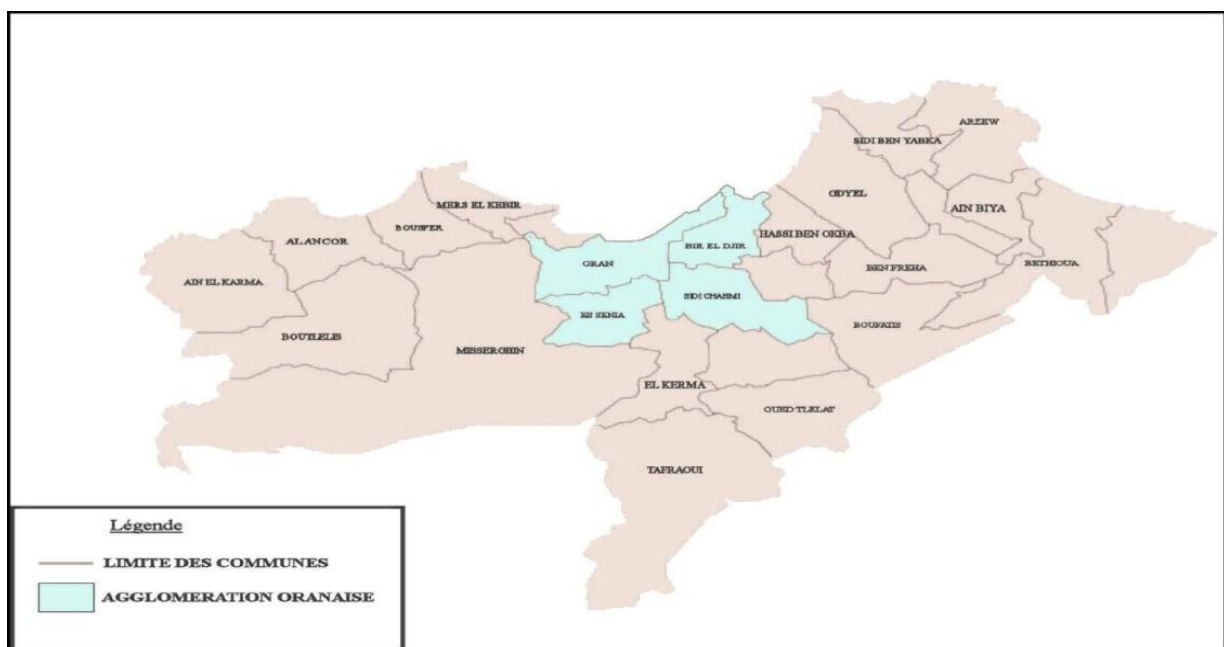 ARZEW
SIDI BEN YABKA
GDYEL
AIN BIYA
MERS EL KEBIR
BOUSFER
HASSI BEN OKBA
ALANCOR
BIR EL DJIR
ORAN
BEN FREHA
BETHIOUA
AIN EL KARMA
SIDI CHAHMI
ES SENIA
BOUFATIS
BOUTLELIS
MISSERGHIN
EL KERMA
OUED TLELAT
TAFRAOUI
Légende
LIMITE DES COMMUNES
AGGLOMERATION ORANAISE